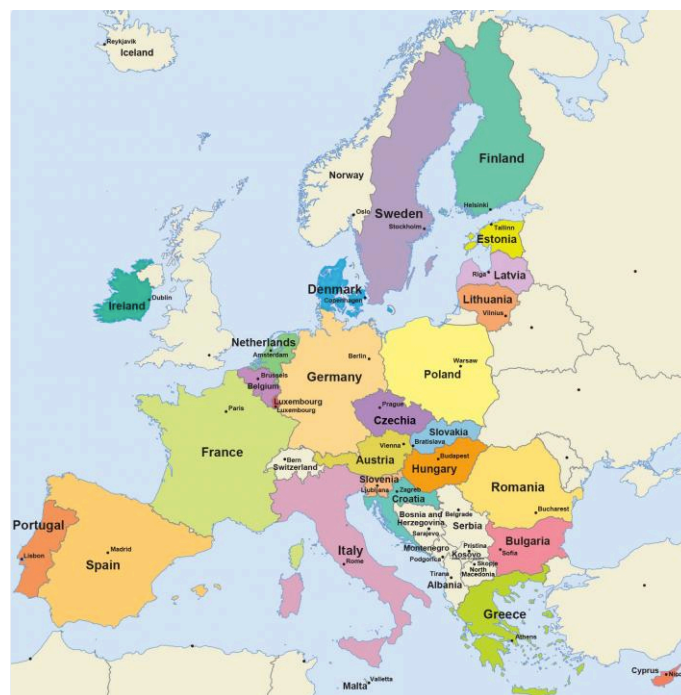 Reykjavik
Iceland
Finland
Norway
Helsinki
Oslo
Sweden
Stockholm
Tallinn
Estonia
Riga
Latvia
Denmark
Copenhagen
Lithuania
Vilnius
Dublin
Ireland
Netherlands
Amsterdam
Berlin
Warsaw
Poland
Brussels
Belgium
Germany
Luxembourg
Luxembourg
Paris
Prague
Czechia
Slovakia
Bratislava
Vienna
France
Austria
Budapest
Hungary
Bern
Switzerland
Slovenia
Ljubljana
Zagreb
Croatia
Romania
Bucharest
Bosnia and
Herzegovina
Sarajevo
Belgrade
Serbia
Portugal
Lisbon
Madrid
Spain
Italy
Rome
Montenegro
Podgorica
Pristina
Kosovo
Sofia
Bulgaria
Skopje
North
Macedonia
Tirana
Albania
Greece
Athens
Valletta
Malta
Cyprus